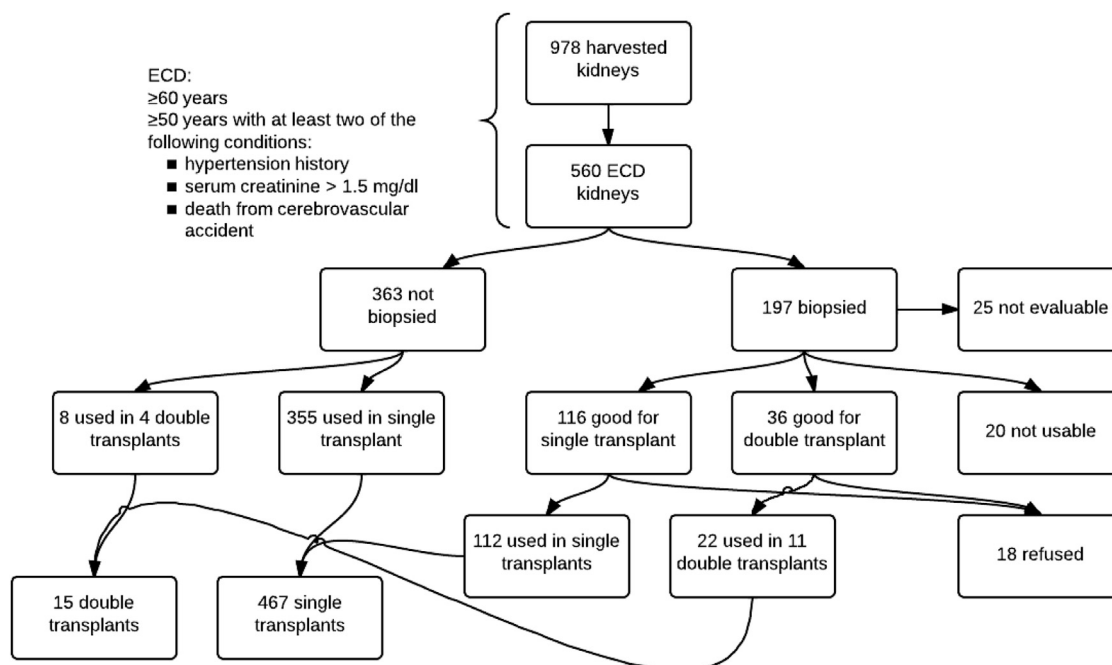 978 harvested
kidneys
ECD:
≥60 years
≥50 years with at least two of the
following conditions:
■ hypertension history
■ serum creatinine > 1.5 mg/dl
■ death from cerebrovascular
accident
560 ECD
kidneys
363 not
biopsied
197 biopsied
25 not evaluable
8 used in 4 double
transplants
355 used in single
transplant
116 good for
single transplant
36 good for
double transplant
20 not usable
112 used in single
transplants
22 used in 11
double transplants
18 refused
15 double
transplants
467 single
transplants